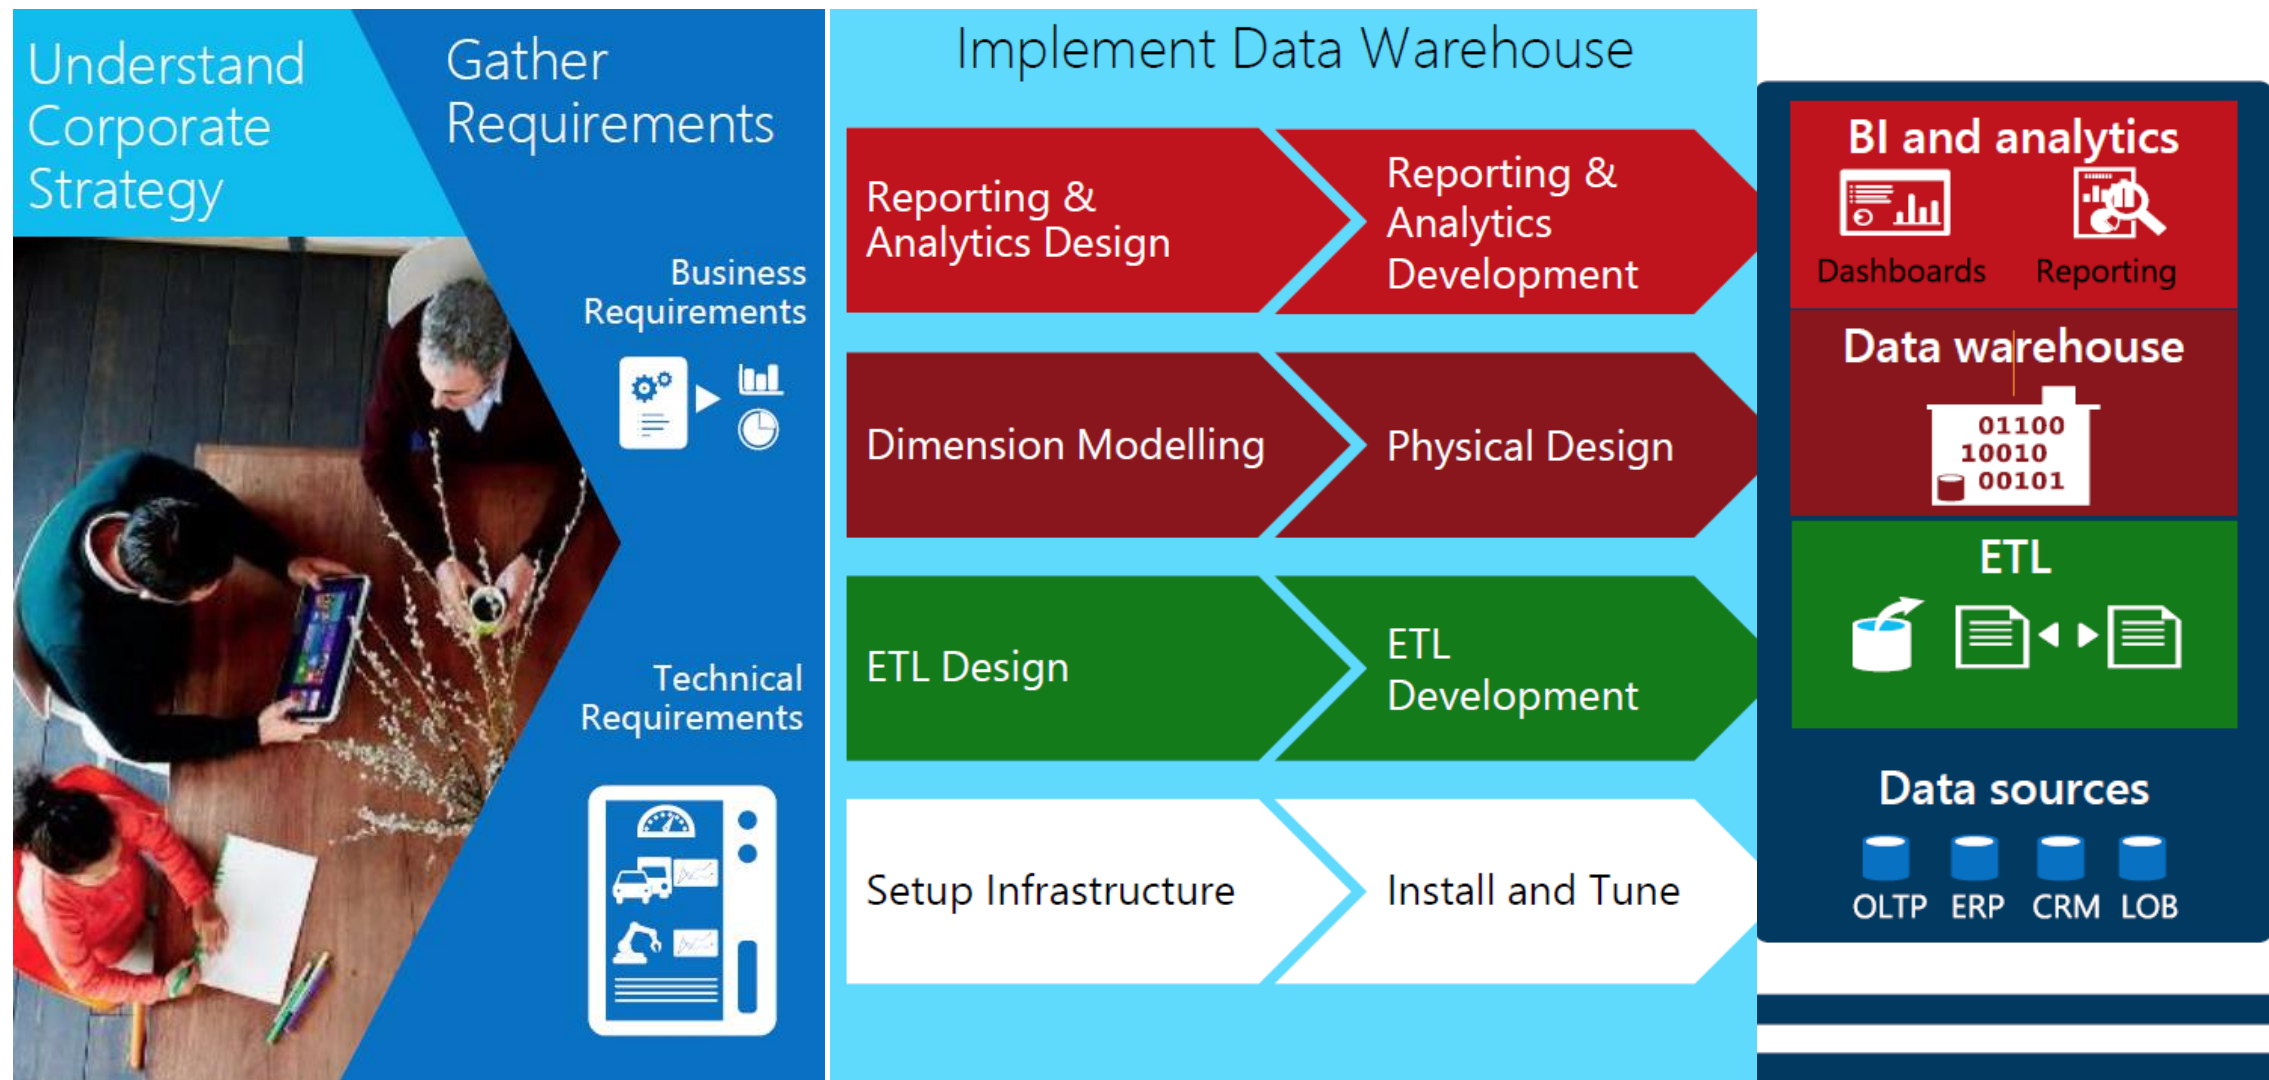 Understand
Corporate
Strategy
Gather
Requirements
Business
Requirements
Technical
Requirements
Implement Data Warehouse
Reporting &
Analytics Design
Reporting &
Analytics
Development
Dimension Modelling
Physical Design
ETL Design
ETL
Development
Setup Infrastructure
Install and Tune
BI and analytics
Dashboards
Reporting
Data warehouse
01100
10010
00101
ETL
Data sources
OLTP
ERP
CRM
LOB